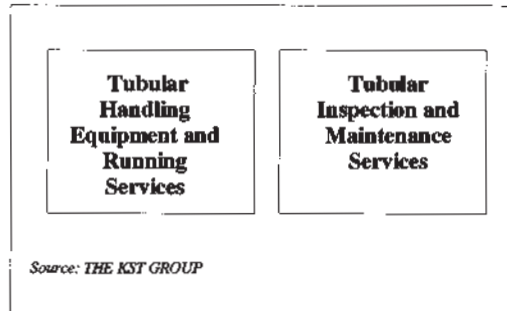 Tubular
Handling
Equipment and
Running
Services
Tubular
Inspection and
Maintenance
Services
Source: THE KST GROUP